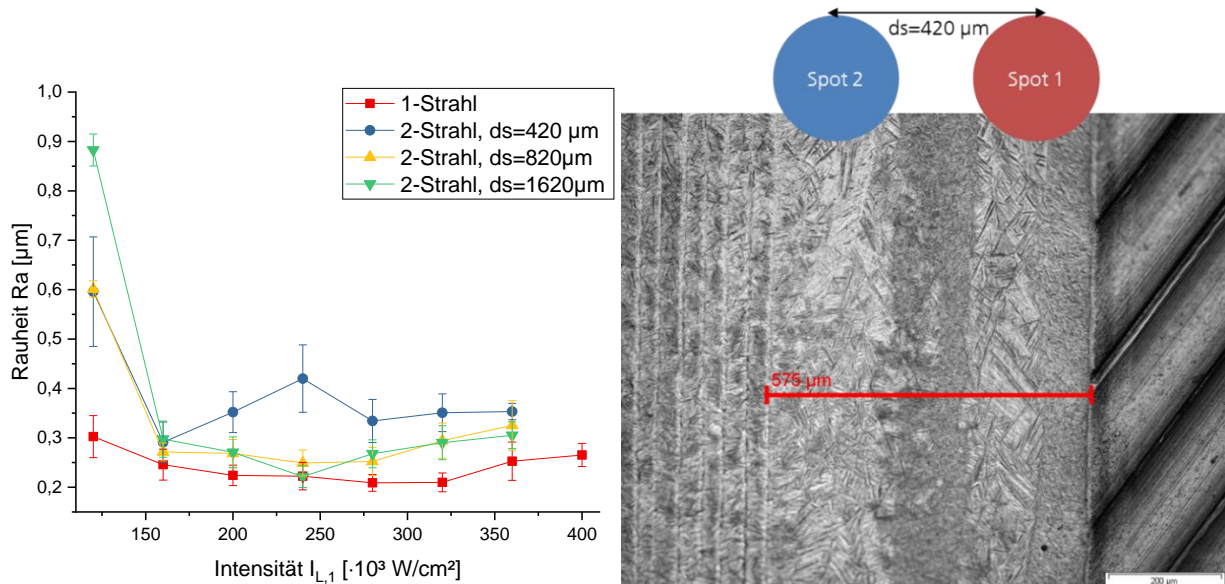 1,0
0,9
0,8
0,7
0,6
0,5
0,4
0,3
0,2
Rauheit Ra [µm]
150 200 250 300 350 400
Intensität I_L,1 [·10³ W/cm²]
1-Strahl
2-Strahl, ds=420 µm
2-Strahl, ds=820µm
2-Strahl, ds=1620µm
ds=420 µm
Spot 2
Spot 1
575 µm
200 µm